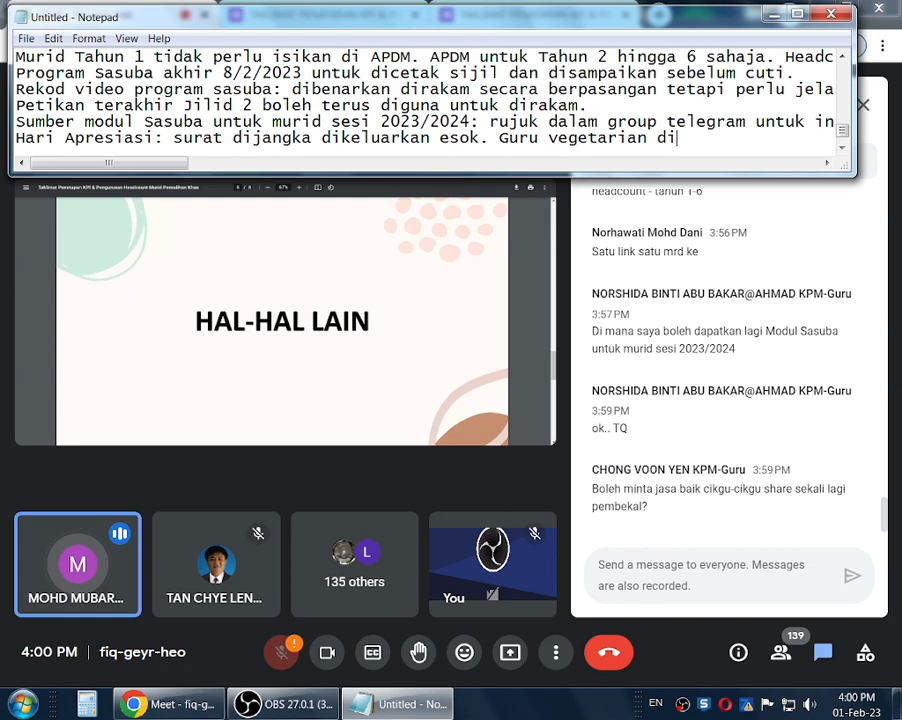 Untitled - Notepad
File Edit Format View Help
Murid Tahun 1 tidak perlu isikan di APDM. APDM untuk Tahun 2 hingga 6 sahaja. Headc
Program Sasuba akhir 8/2/2023 untuk dicetak sijil dan disampaikan sebelum cuti.
Rekod video program sasuba: dibenarkan dirakam secara berpasangan tetapi perlu jela
Petikan terakhir Jilid 2 boleh terus diguna untuk dirakam.
Sumber modul Sasuba untuk murid sesi 2023/2024: rujuk dalam group telegram untuk in
Hari Apresiasi: surat dijangka dikeluarkan esok. Guru vegetarian di
Taklimat Penetapan KPI & Pengurusan Headcount Murid Pemulihan Khas
67%
HAL-HAL LAIN
headcount - tahun 1-6
Norhawati Mohd Dani 3:56 PM
Satu link satu mrd ke
NORSHIDA BINTI ABU BAKAR@AHMAD KPM-Guru
3:57 PM
Di mana saya boleh dapatkan lagi Modul Sasuba
untuk murid sesi 2023/2024
NORSHIDA BINTI ABU BAKAR@AHMAD KPM-Guru
3:59 PM
ok.. TQ
CHONG VOON YEN KPM-Guru 3:59 PM
Boleh minta jasa baik cikgu-cikgu share sekali lagi
pembekal?
Send a message to everyone. Messages
are also recorded.
M
MOHD MUBAR...
TAN CHYE LEN...
L
135 others
You
4:00 PM | fiq-geyr-heo
139
Meet - fiq-g...
OBS 27.0.1 (3...
Untitled - No...
EN
4:00 PM
01-Feb-23